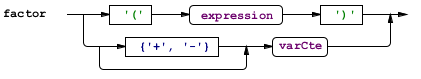 factor '(' expression ')'
{'+', '-'} varCte